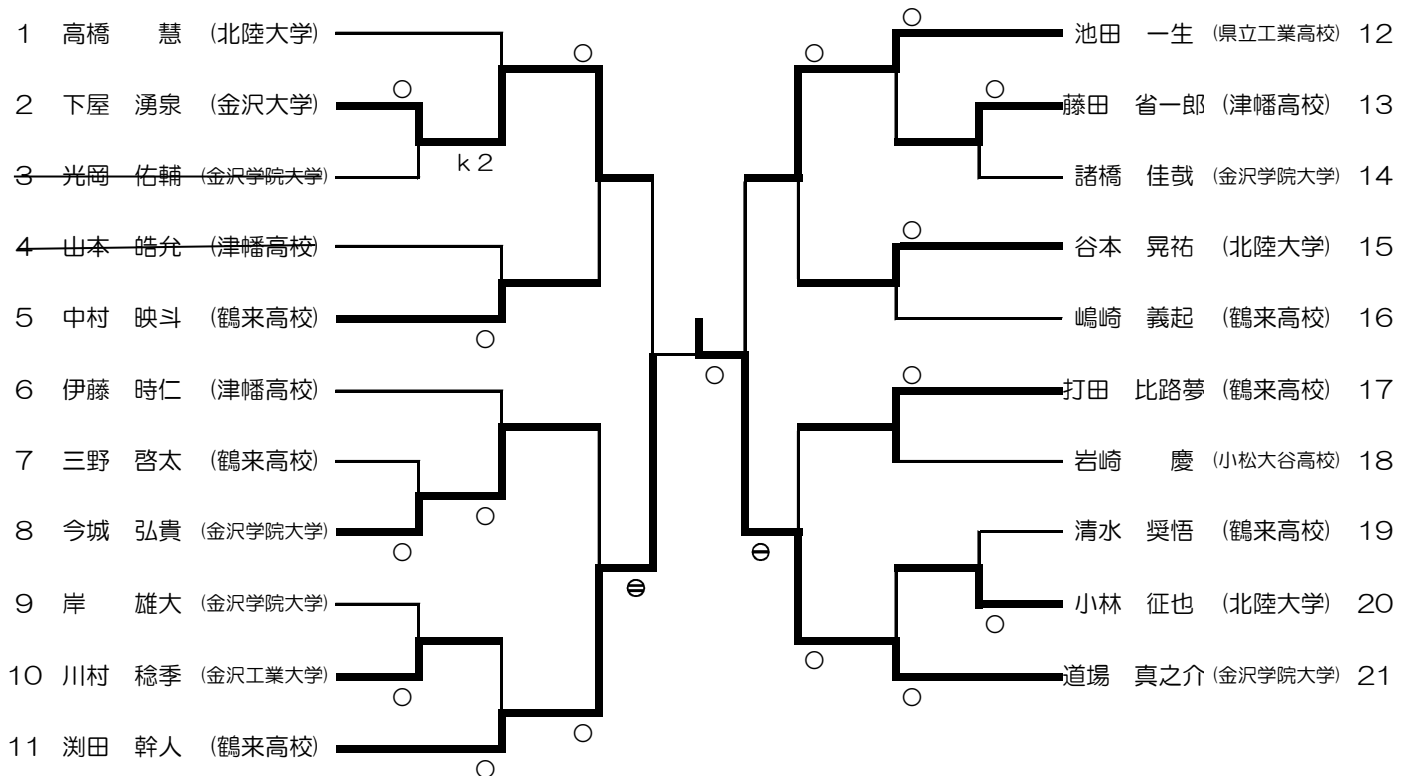 1 高橋 慧 (北陸大学)
2 下屋 湧泉 (金沢大学)
3 光岡 佑輔 (金沢学院大学)
4 山本 皓允 (津幡高校)
5 中村 映斗 (鶴来高校)
6 伊藤 時仁 (津幡高校)
7 三野 啓太 (鶴来高校)
8 今城 弘貴 (金沢学院大学)
9 岸 雄大 (金沢学院大学)
10 川村 稔季 (金沢工業大学)
11 渕田 幹人 (鶴来高校)
k2
池田 一生 (県立工業高校) 12
藤田 省一郎 (津幡高校) 13
諸橋 佳哉 (金沢学院大学) 14
谷本 晃祐 (北陸大学) 15
嶋崎 義起 (鶴来高校) 16
打田 比路夢 (鶴来高校) 17
岩崎 慶 (小松大谷高校) 18
清水 奨悟 (鶴来高校) 19
小林 征也 (北陸大学) 20
道場 真之介 (金沢学院大学) 21